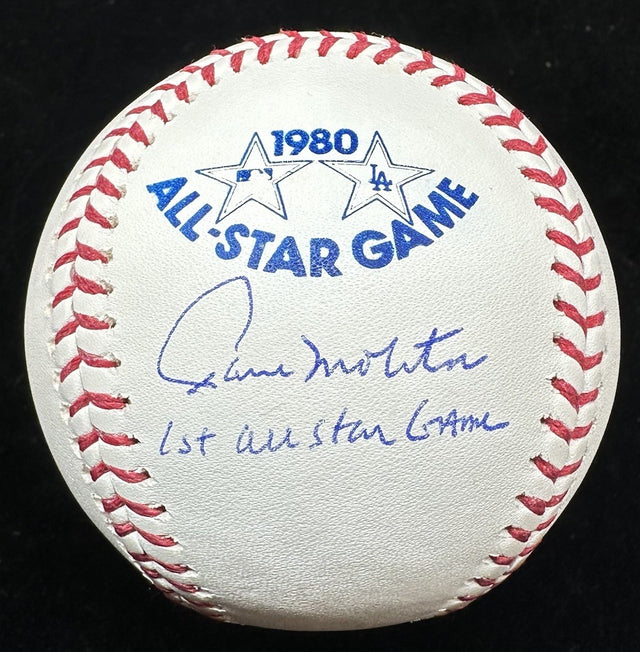 1980
LA
ALL-STAR GAME
Paul Molitor
1st all star Game